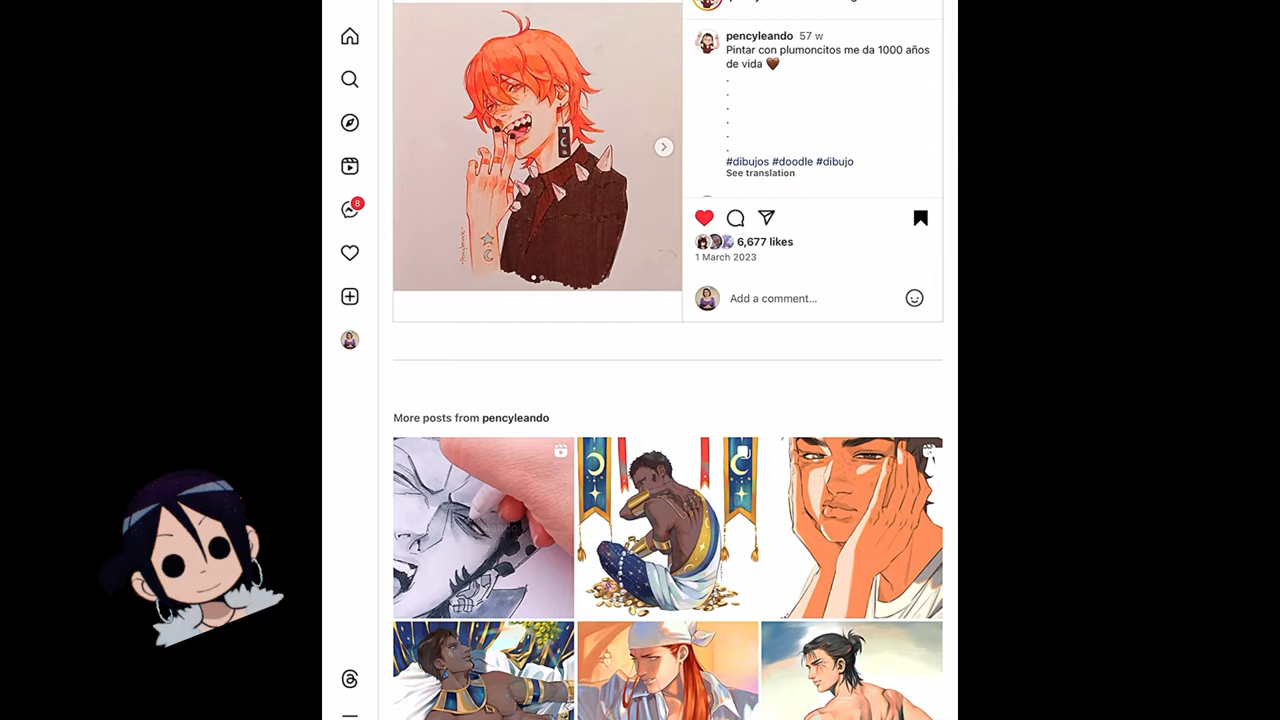 pencyleando 57 w
Pintar con plumoncitos me da 1000 años
de vida 🤎
.
.
.
.
.
.
#dibujos #doodle #dibujo
See translation
8
6,677 likes
1 March 2023
Add a comment...
More posts from pencyleando